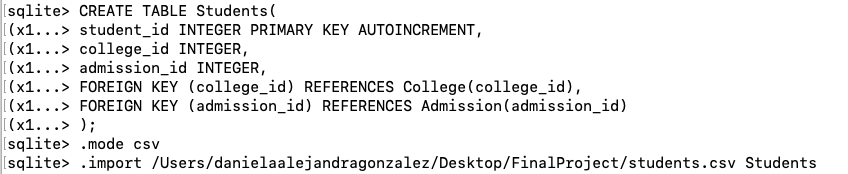 [sqlite> CREATE TABLE Students(
[(x1...> student_id INTEGER PRIMARY KEY AUTOINCREMENT,
[(x1...> college_id INTEGER,
[(x1...> admission_id INTEGER,
[(x1...> FOREIGN KEY (college_id) REFERENCES College(college_id),
[(x1...> FOREIGN KEY (admission_id) REFERENCES Admission(admission_id)
[(x1...> );
[sqlite> .mode csv
[sqlite> .import /Users/danielaalejandragonzalez/Desktop/FinalProject/students.csv Students